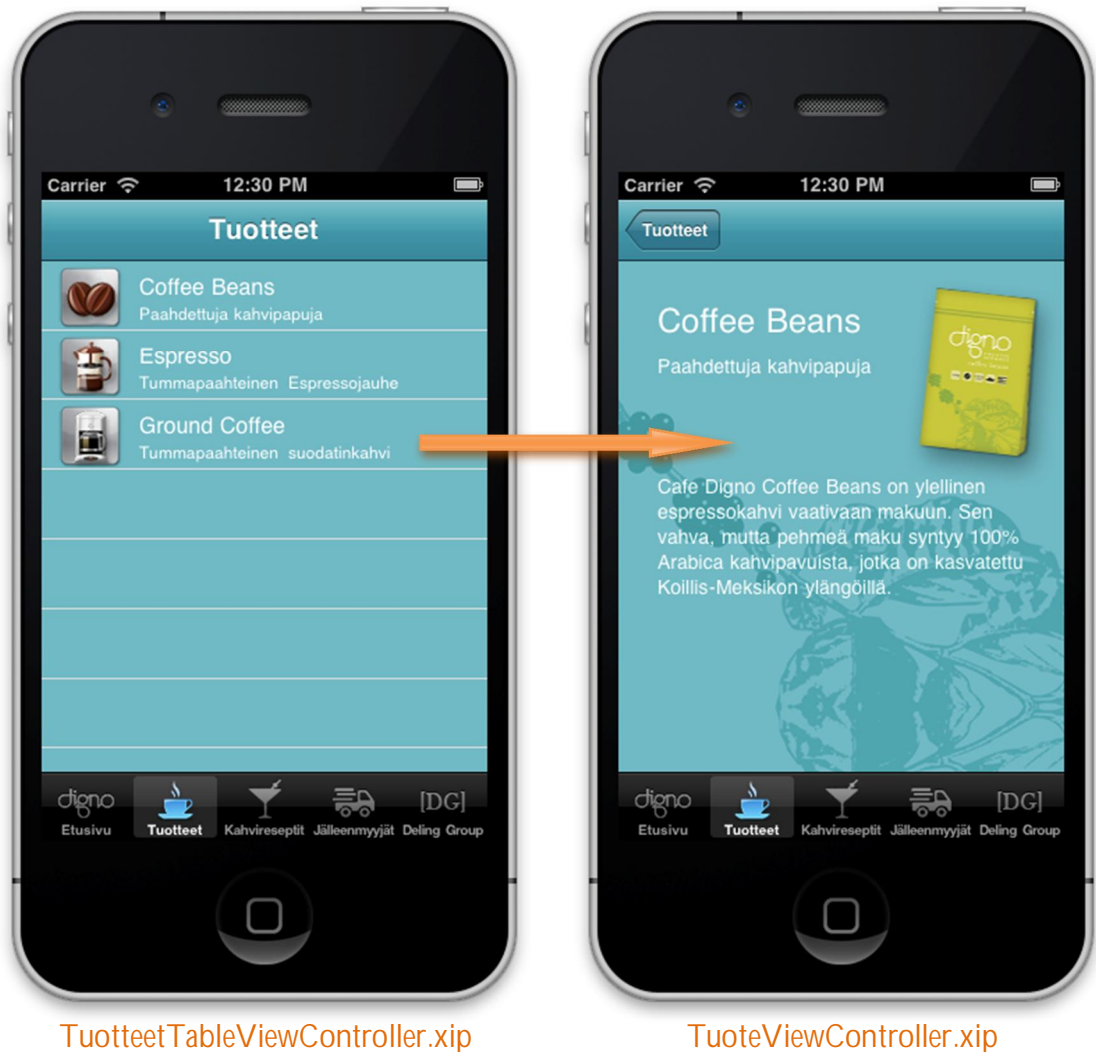 Carrier 12:30 PM
Tuotteet
Coffee Beans
Paahdettuja kahvipapuja
Espresso
Tummapaahteinen Espressojauhe
Ground Coffee
Tummapaahteinen suodatinkahvi
digno
[DG]
Etusivu Tuotteet Kahvireseptit Jälleenmyyjät Deling Group
TuotteetTableViewController.xip
Carrier 12:30 PM
Tuotteet
Coffee Beans
Paahdettuja kahvipapuja
digno
Cafe Digno Coffee Beans on ylellinen
espressokahvi vaativaan makuun. Sen
vahva, mutta pehmeä maku syntyy 100%
Arabica kahvipavuista, jotka on kasvatettu
Koillis-Meksikon ylängöillä.
digno
[DG]
Etusivu Tuotteet Kahvireseptit Jälleenmyyjät Deling Group
TuoteViewController.xip